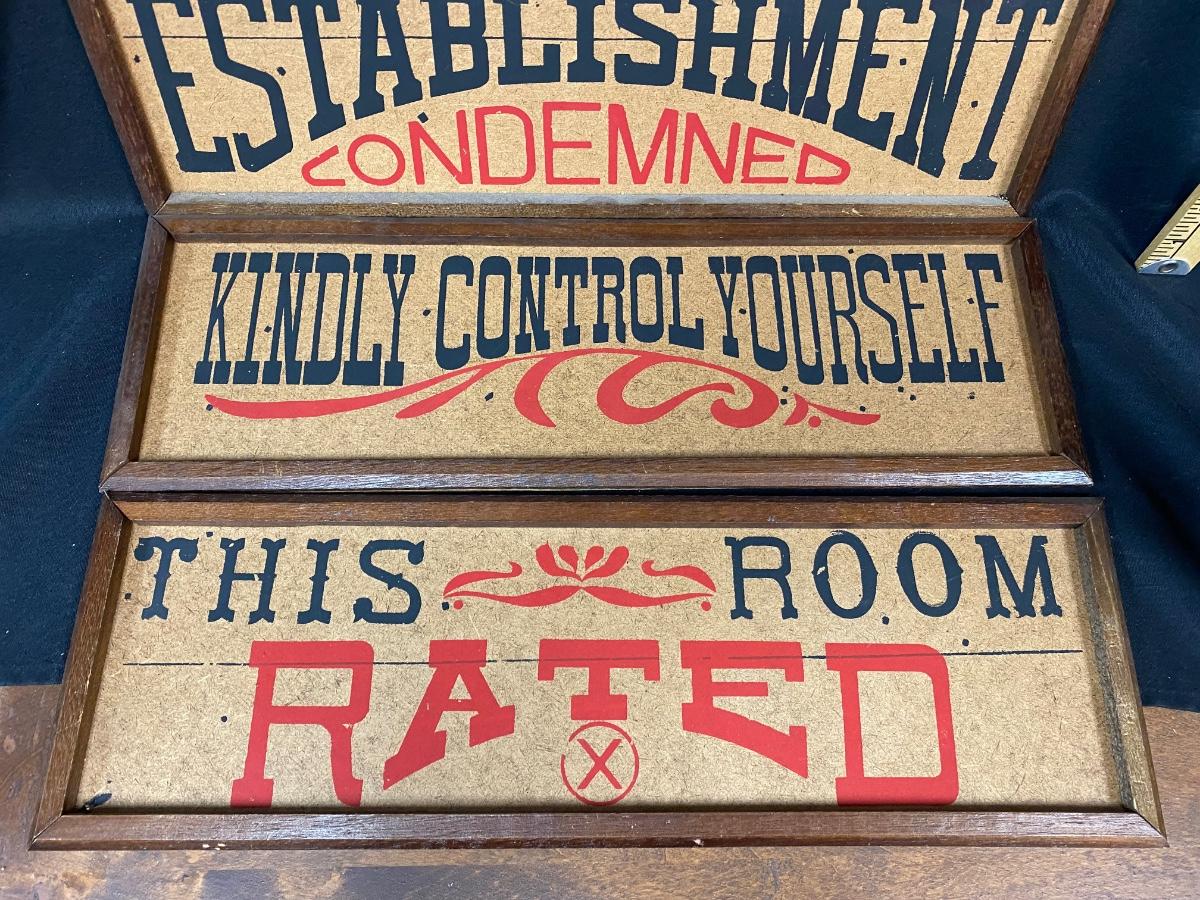 ESTABLISHMENT
CONDEMNED
KINDLY CONTROL YOURSELF
THIS ROOM
RATED
X